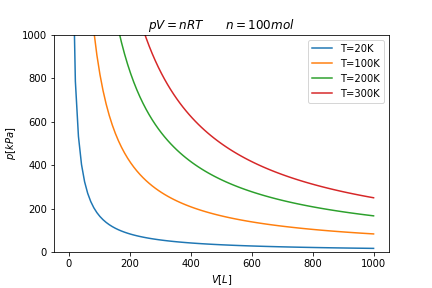 pV = nRT n = 100mol
T=20K
T=100K
T=200K
T=300K
p[kPa]
1000
800
600
400
200
0
0 200 400 600 800 1000
V[L]